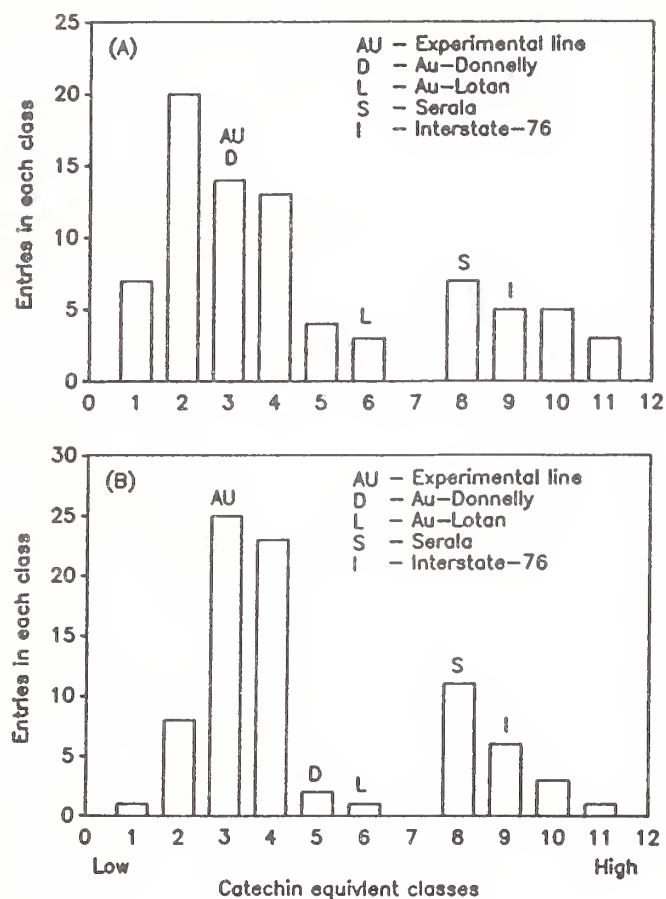 25
(A)
AU – Experimental line
D – Au–Donnelly
L – Au–Lotan
S – Serala
I – Interstate–76
20
AU
D
15
10
S
I
5
L
0
0 1 2 3 4 5 6 7 8 9 10 11 12
Entries in each class
30
(B)
AU – Experimental line
D – Au–Donnelly
L – Au–Lotan
S – Serala
I – Interstate–76
AU
25
20
15
S
10
I
5
D
L
0
0 1 2 3 4 5 6 7 8 9 10 11 12
Entries in each class
Low
High
Catechin equivlent classes